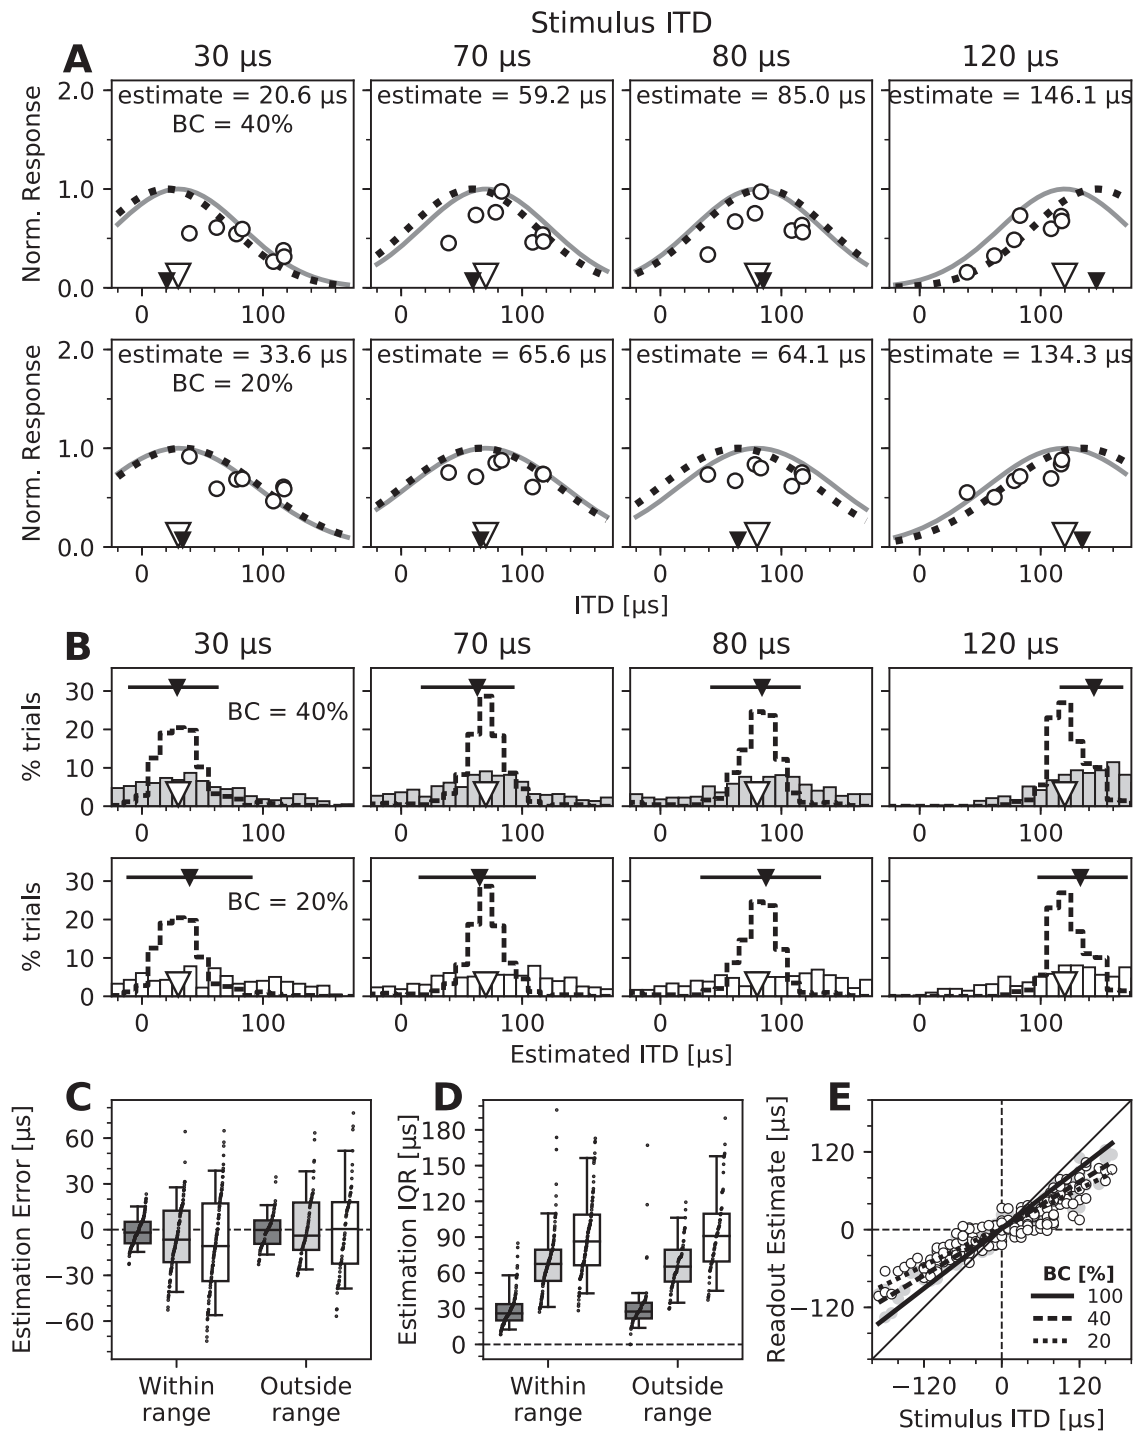 Stimulus ITD
A
30 µs 70 µs 80 µs 120 µs
Norm. Response
2.0
1.0
0.0
estimate = 20.6 µs
BC = 40%
estimate = 59.2 µs
estimate = 85.0 µs
estimate = 146.1 µs
0 100 0 100 0 100 0 100
Norm. Response
2.0
1.0
0.0
estimate = 33.6 µs
BC = 20%
estimate = 65.6 µs
estimate = 64.1 µs
estimate = 134.3 µs
0 100 0 100 0 100 0 100
ITD [µs]
B
30 µs 70 µs 80 µs 120 µs
% trials
30
20
10
0
BC = 40%
0 100 0 100 0 100 0 100
% trials
30
20
10
0
BC = 20%
0 100 0 100 0 100 0 100
Estimated ITD [µs]
C
Estimation Error [µs]
60
30
0
−30
−60
Within range
Outside range
D
Estimation IQR [µs]
180
150
120
90
60
30
0
Within range
Outside range
E
Readout Estimate [µs]
120
0
−120
BC [%]
100
40
20
−120 0 120
Stimulus ITD [µs]